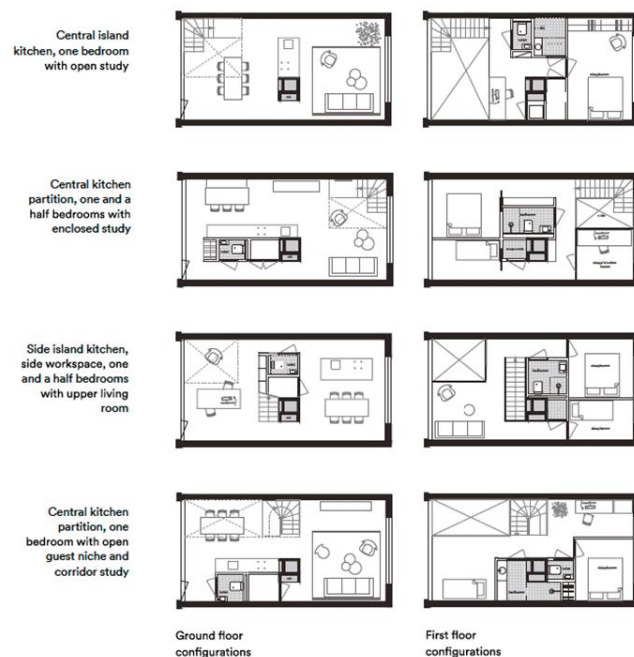 Central island
kitchen, one bedroom
with open study
Central kitchen
partition, one and a
half bedrooms with
enclosed study
Side island kitchen,
side workspace, one
and a half bedrooms
with upper living
room
Central kitchen
partition, one
bedroom with open
guest niche and
corridor study
Ground floor
configurations
First floor
configurations